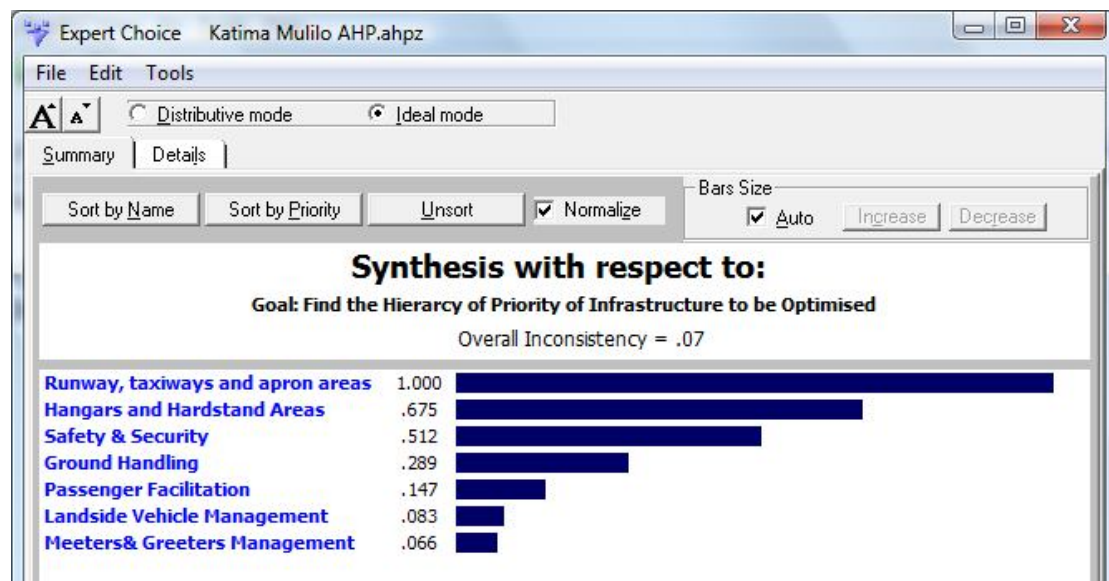 Expert Choice Katima Mulilo AHP.ahpz
File Edit Tools
A A Distributive mode Ideal mode
Summary Details
Sort by Name Sort by Priority Unsort Normalize Bars Size Auto Increase Decrease
Synthesis with respect to:
Goal: Find the Hierarcy of Priority of Infrastructure to be Optimised
Overall Inconsistency = .07
Runway, taxiways and apron areas 1.000
Hangars and Hardstand Areas .675
Safety & Security .512
Ground Handling .289
Passenger Facilitation .147
Landside Vehicle Management .083
Meeters& Greeters Management .066